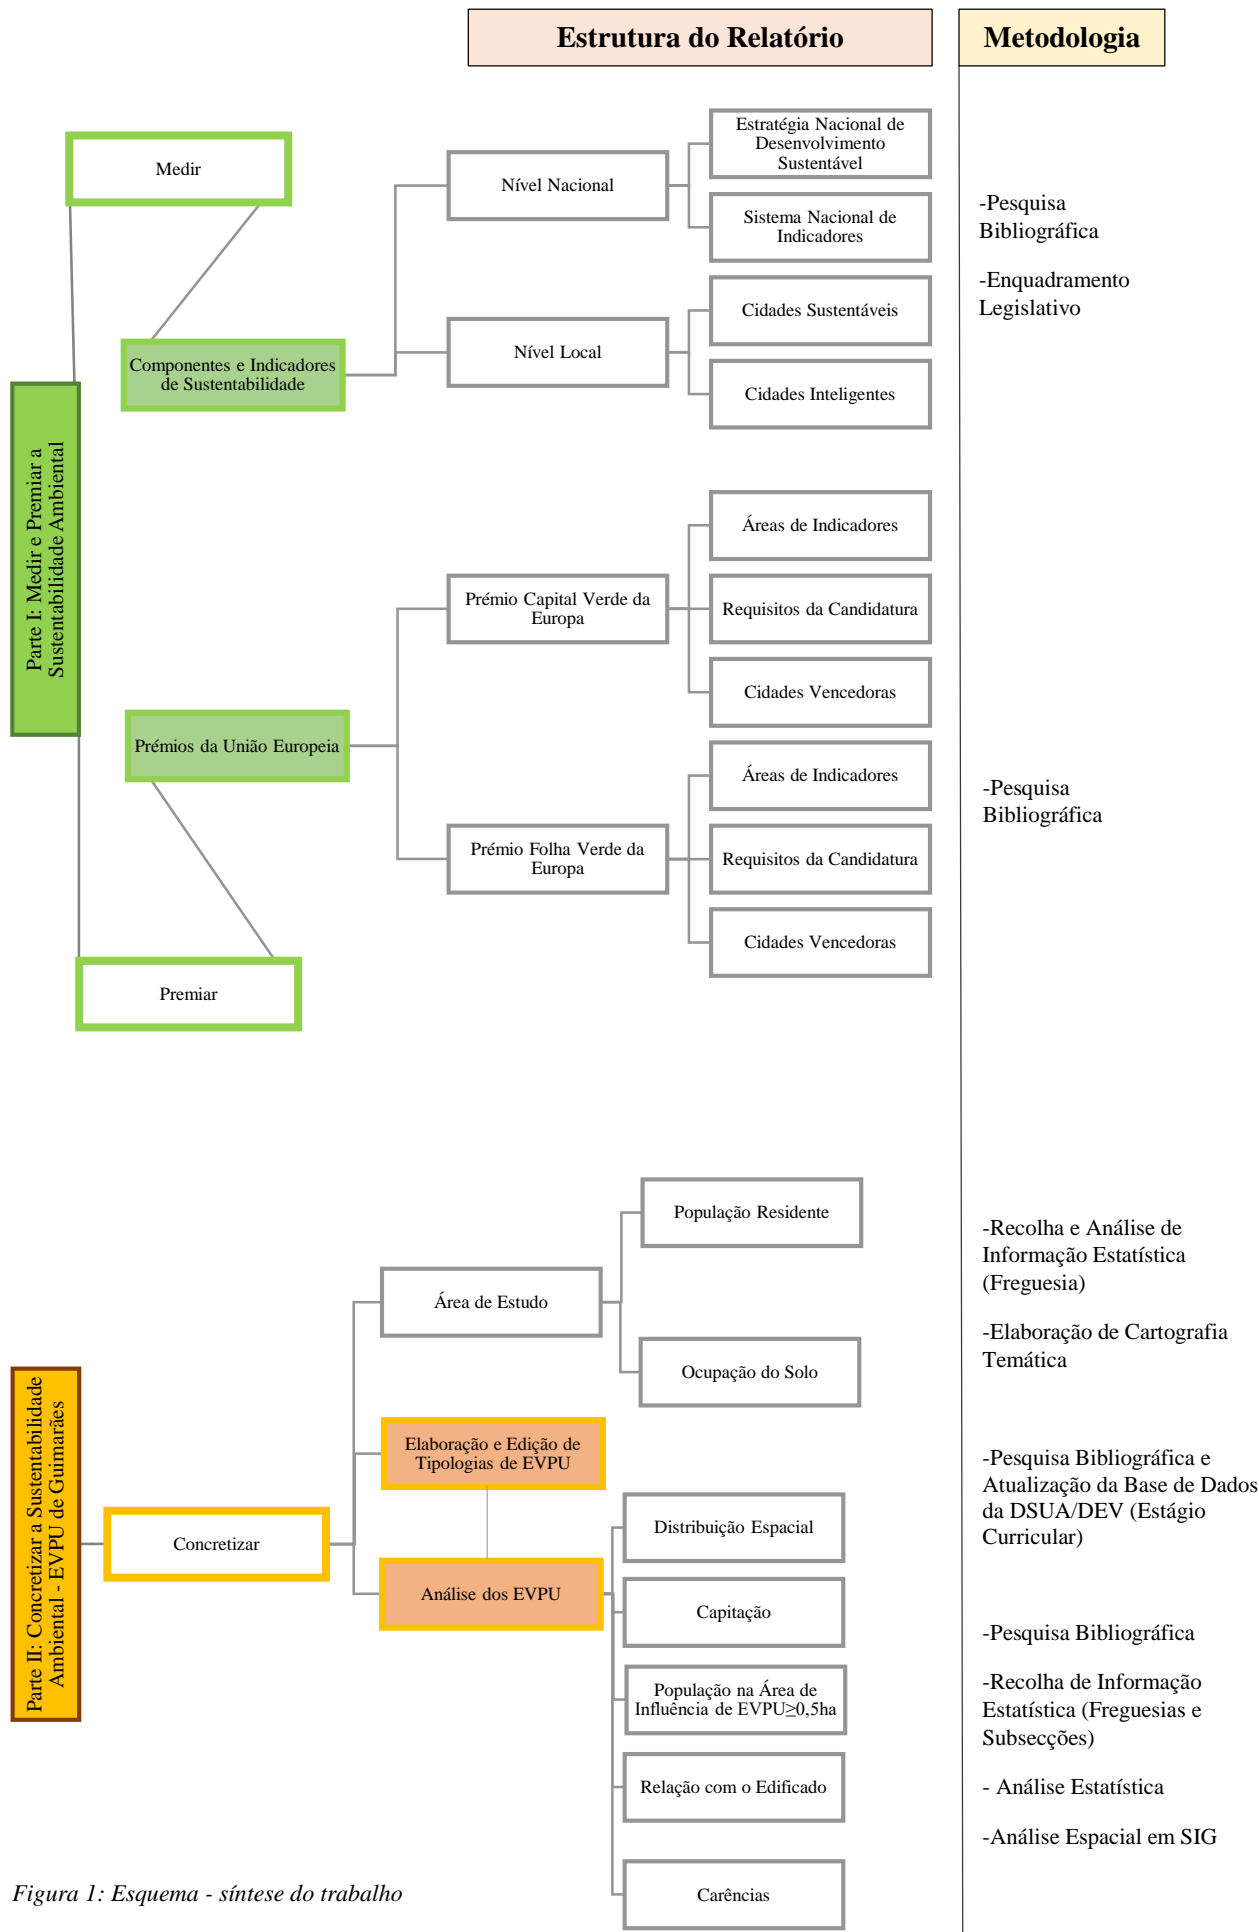 Estrutura do Relatório
Metodologia
Parte I: Medir e Premiar a
Sustentabilidade Ambiental
Medir
Componentes e Indicadores
de Sustentabilidade
Nível Nacional
Estratégia Nacional de
Desenvolvimento
Sustentável
Sistema Nacional de
Indicadores
Nível Local
Cidades Sustentáveis
Cidades Inteligentes
-Pesquisa
Bibliográfica
-Enquadramento
Legislativo
Prémios da União Europeia
Premiar
Prémio Capital Verde da
Europa
Áreas de Indicadores
Requisitos da Candidatura
Cidades Vencedoras
Prémio Folha Verde da
Europa
Áreas de Indicadores
Requisitos da Candidatura
Cidades Vencedoras
-Pesquisa
Bibliográfica
Parte II: Concretizar a Sustentabilidade
Ambiental - EVPU de Guimarães
Concretizar
Área de Estudo
População Residente
Ocupação do Solo
-Recolha e Análise de
Informação Estatística
(Freguesia)
-Elaboração de Cartografia
Temática
Elaboração e Edição de
Tipologias de EVPU
-Pesquisa Bibliográfica e
Atualização da Base de Dados
da DSUA/DEV (Estágio
Curricular)
Análise dos EVPU
Distribuição Espacial
Capitação
População na Área de
Influência de EVPU≥0,5ha
Relação com o Edificado
Carências
-Pesquisa Bibliográfica
-Recolha de Informação
Estatística (Freguesias e
Subsecções)
- Análise Estatística
-Análise Espacial em SIG
Figura 1: Esquema - síntese do trabalho